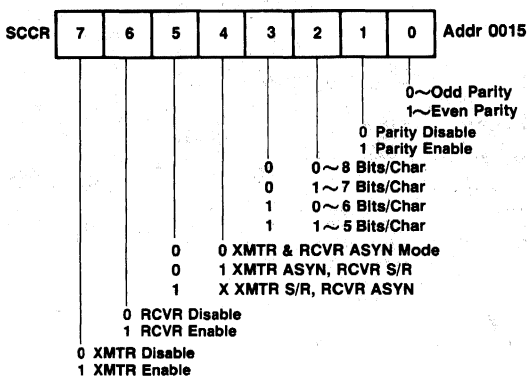 SCCR 7 6 5 4 3 2 1 0 Addr 0015
0~Odd Parity
1~Even Parity
0 Parity Disable
1 Parity Enable
0 0~8 Bits/Char
0 1~7 Bits/Char
1 0~6 Bits/Char
1 1~5 Bits/Char
0 0 XMTR & RCVR ASYN Mode
0 1 XMTR ASYN, RCVR S/R
1 X XMTR S/R, RCVR ASYN
0 RCVR Disable
1 RCVR Enable
0 XMTR Disable
1 XMTR Enable